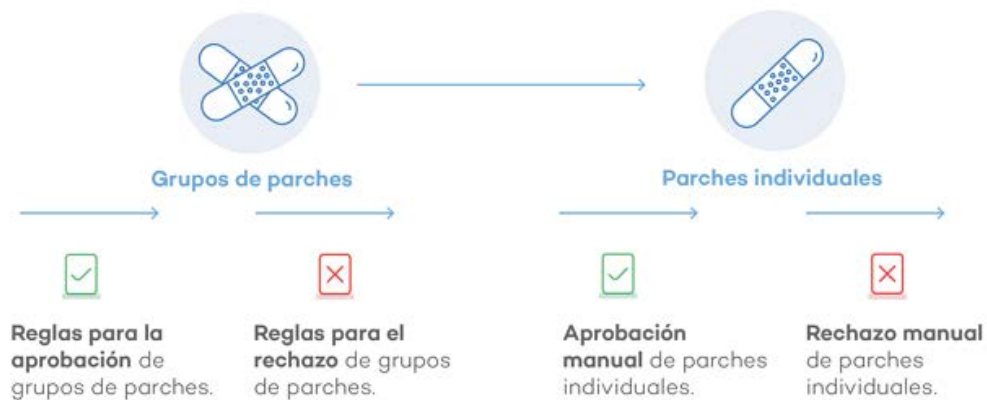 Grupos de parches
Parches individuales
Reglas para la
aprobación de
grupos de parches.
Reglas para el
rechazo de grupos
de parches.
Aprobación
manual de parches
individuales.
Rechazo manual
de parches
individuales.